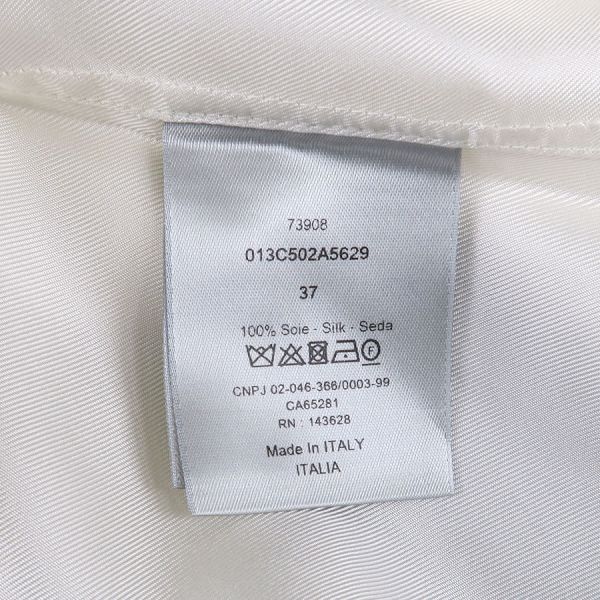 73908
013C502A5629
37
100% Soie - Silk - Seda
CNPJ 02-046-366/0003-99
CA65281
RN : 143628
Made In ITALY
ITALIA